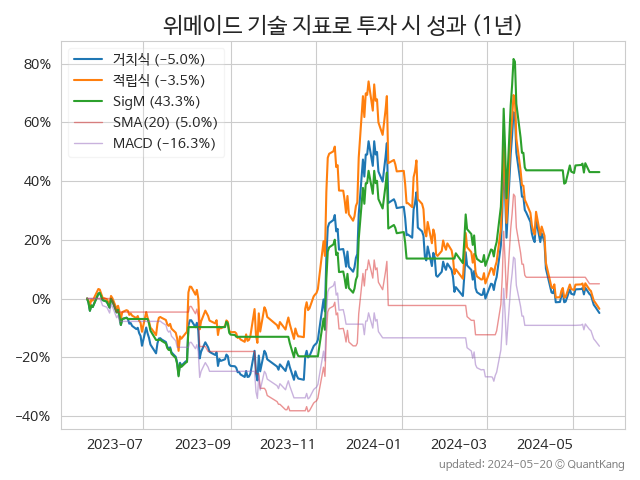 위메이드 기술 지표로 투자 시 성과 (1년)
거치식 (−5.0%)
적립식 (−3.5%)
SigM (43.3%)
SMA(20) (5.0%)
MACD (−16.3%)
80%
60%
40%
20%
0%
−20%
−40%
2023-07 2023-09 2023-11 2024-01 2024-03 2024-05
updated: 2024-05-20 © QuantKang